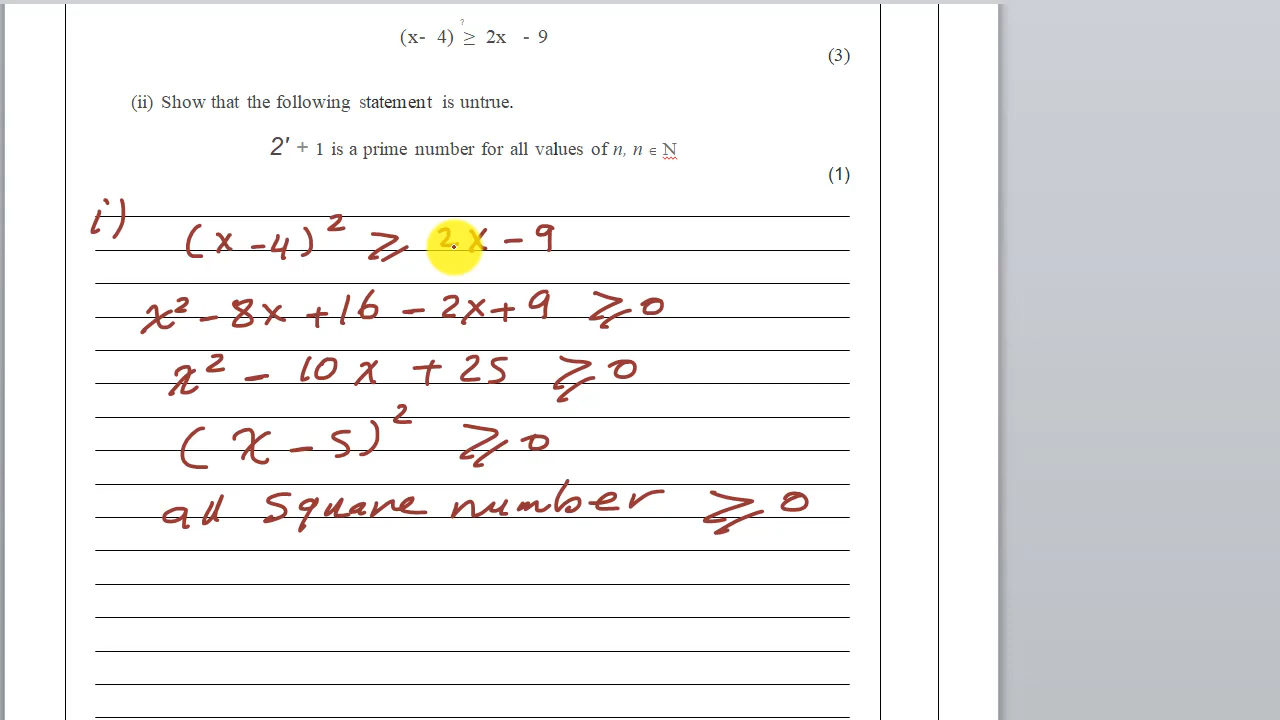 ?
(x- 4) ≥ 2x - 9
(3)
(ii) Show that the following statement is untrue.
2' + 1 is a prime number for all values of n, n ∈ N
(1)
i)
(x - 4)² ≥ 2x - 9
x² - 8x + 16 - 2x + 9 ≥ 0
x² - 10x + 25 ≥ 0
(x - 5)² ≥ 0
all square number ≥ 0